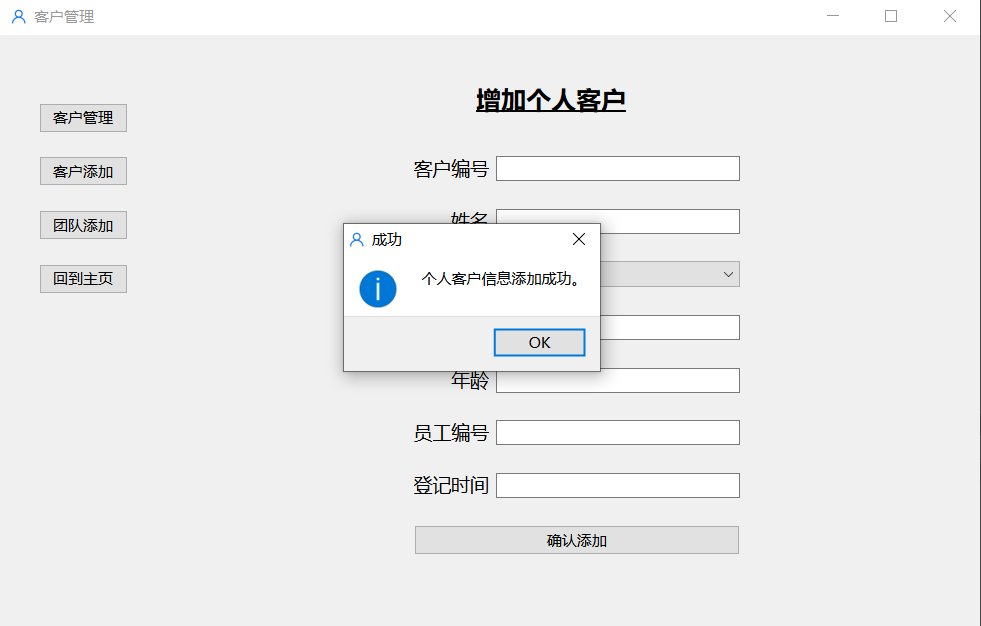 客户管理
增加个人客户
客户管理
客户添加
团队添加
回到主页
客户编号
姓名
成功
个人客户信息添加成功。
OK
年龄
员工编号
登记时间
确认添加